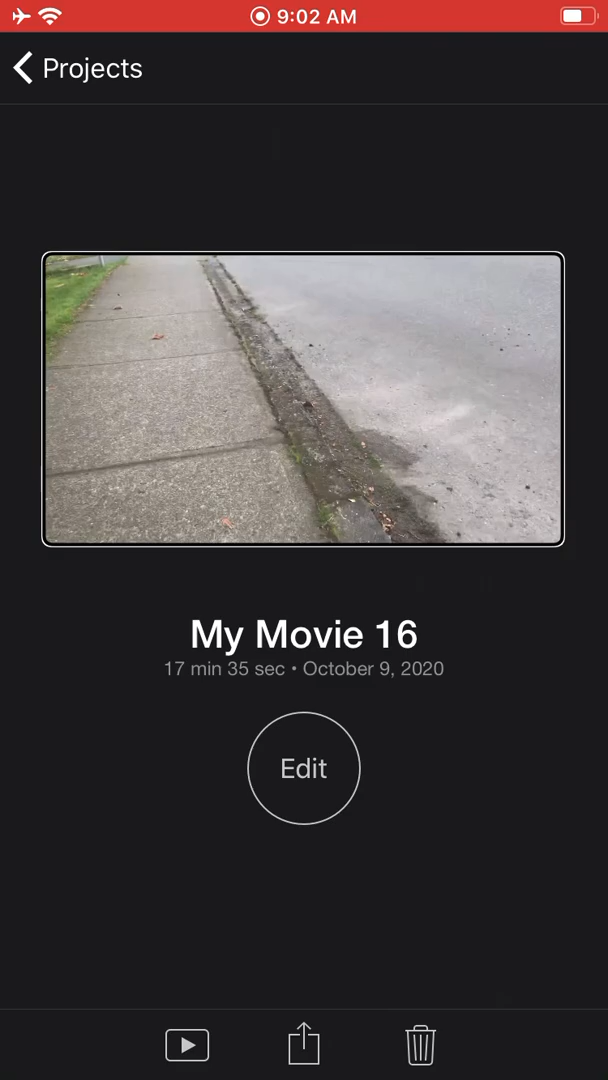 9:02 AM
Projects
My Movie 16
17 min 35 sec • October 9, 2020
Edit